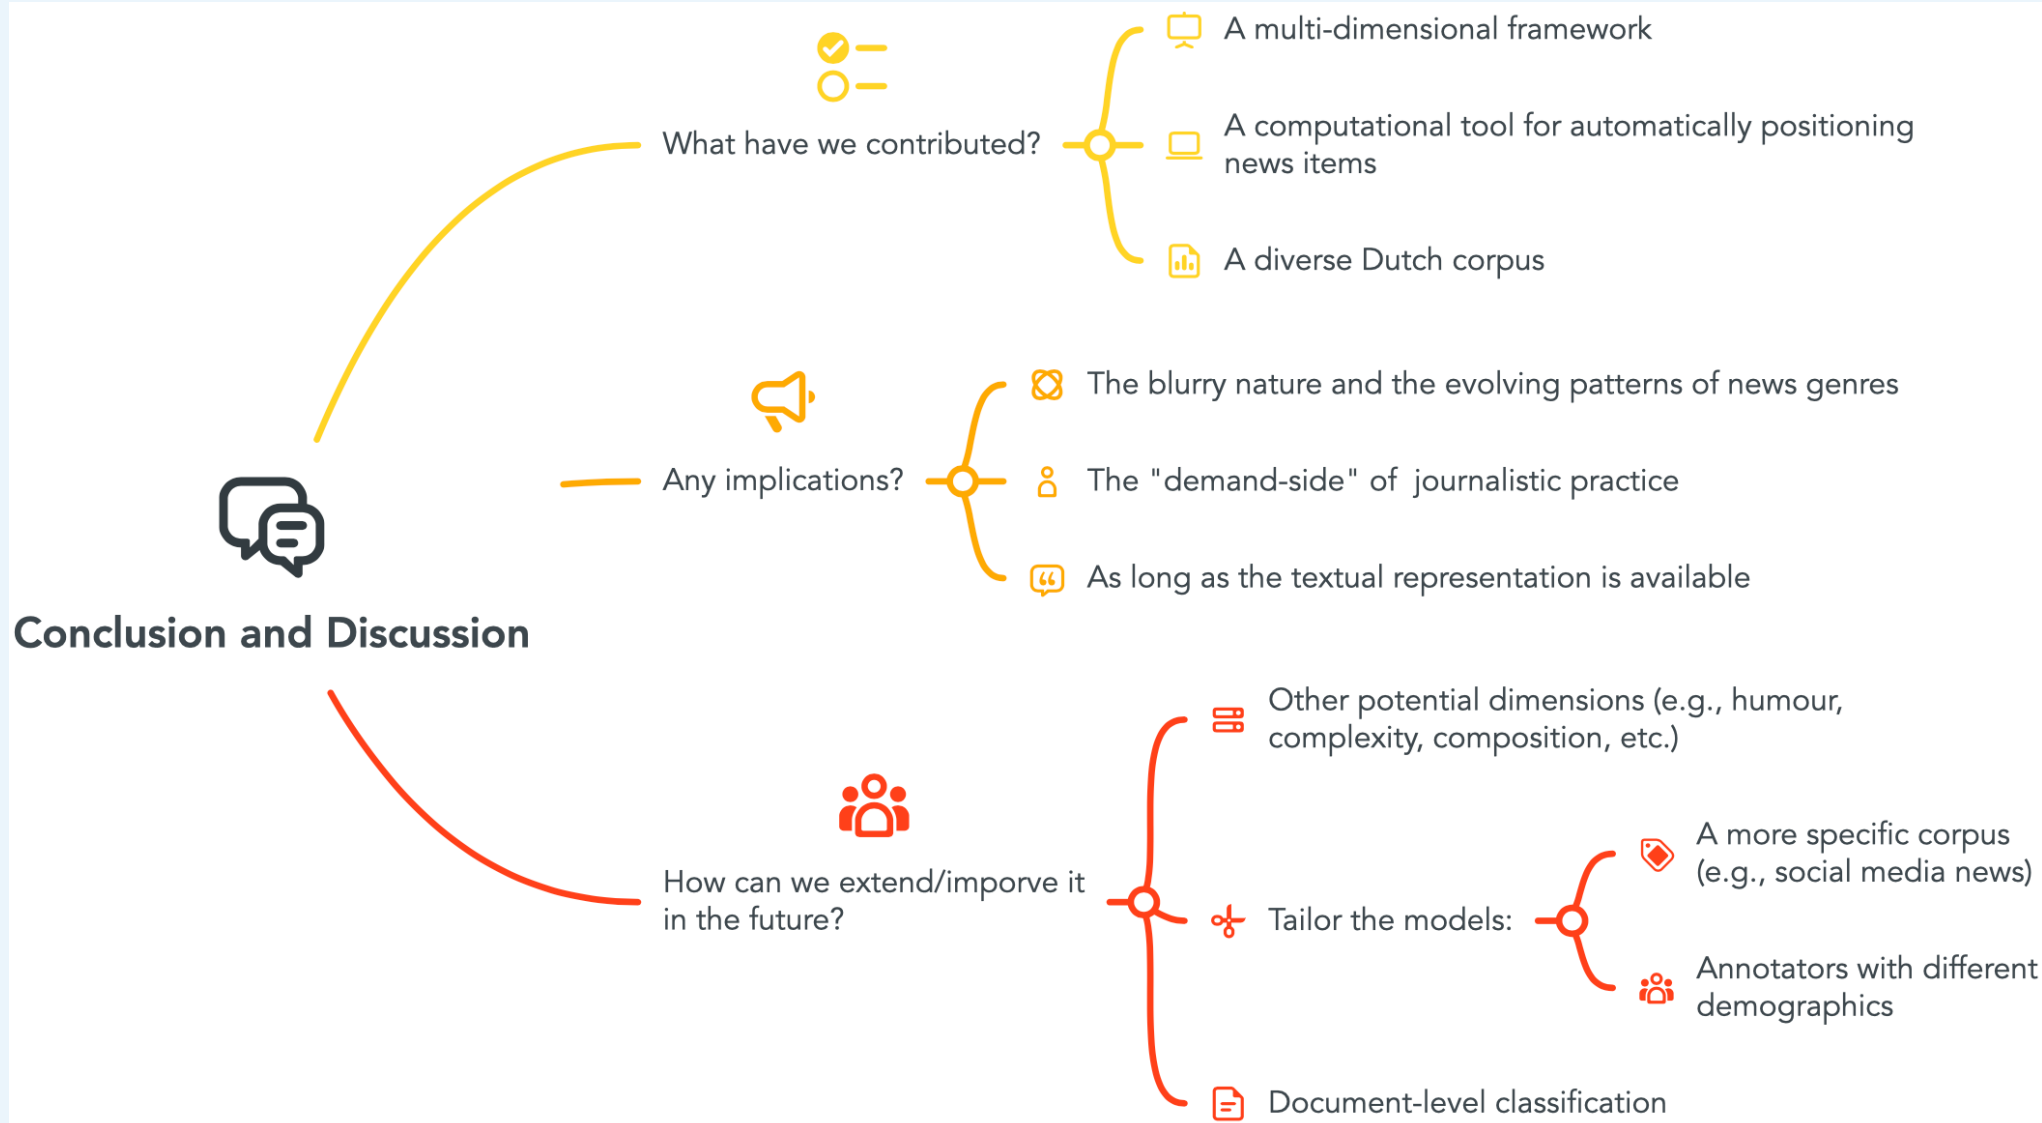 Conclusion and Discussion
What have we contributed?
A multi-dimensional framework
A computational tool for automatically positioning
news items
A diverse Dutch corpus
Any implications?
The blurry nature and the evolving patterns of news genres
The "demand-side" of  journalistic practice
As long as the textual representation is available
How can we extend/imporve it
in the future?
Other potential dimensions (e.g., humour,
complexity, composition, etc.)
Tailor the models:
A more specific corpus
(e.g., social media news)
Annotators with different
demographics
Document-level classification